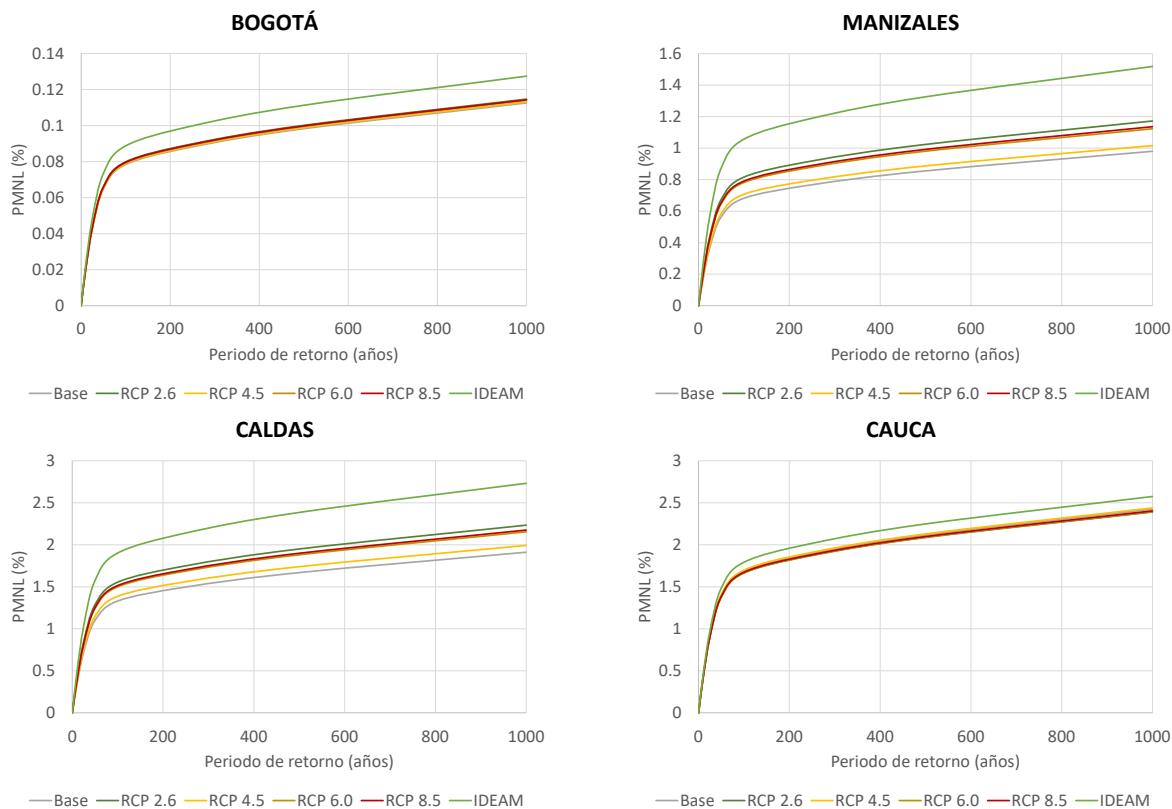 BOGOTÁ
0.14
0.12
0.1
0.08
0.06
0.04
0.02
0
PMNL (%)
0 200 400 600 800 1000
Periodo de retorno (años)
Base RCP 2.6 RCP 4.5 RCP 6.0 RCP 8.5 IDEAM
MANIZALES
1.6
1.4
1.2
1
0.8
0.6
0.4
0.2
0
PMNL (%)
0 200 400 600 800 1000
Periodo de retorno (años)
Base RCP 2.6 RCP 4.5 RCP 6.0 RCP 8.5 IDEAM
CALDAS
3
2.5
2
1.5
1
0.5
0
PMNL (%)
0 200 400 600 800 1000
Periodo de retorno (años)
Base RCP 2.6 RCP 4.5 RCP 6.0 RCP 8.5 IDEAM
CAUCA
3
2.5
2
1.5
1
0.5
0
PMNL (%)
0 200 400 600 800 1000
Periodo de retorno (años)
Base RCP 2.6 RCP 4.5 RCP 6.0 RCP 8.5 IDEAM